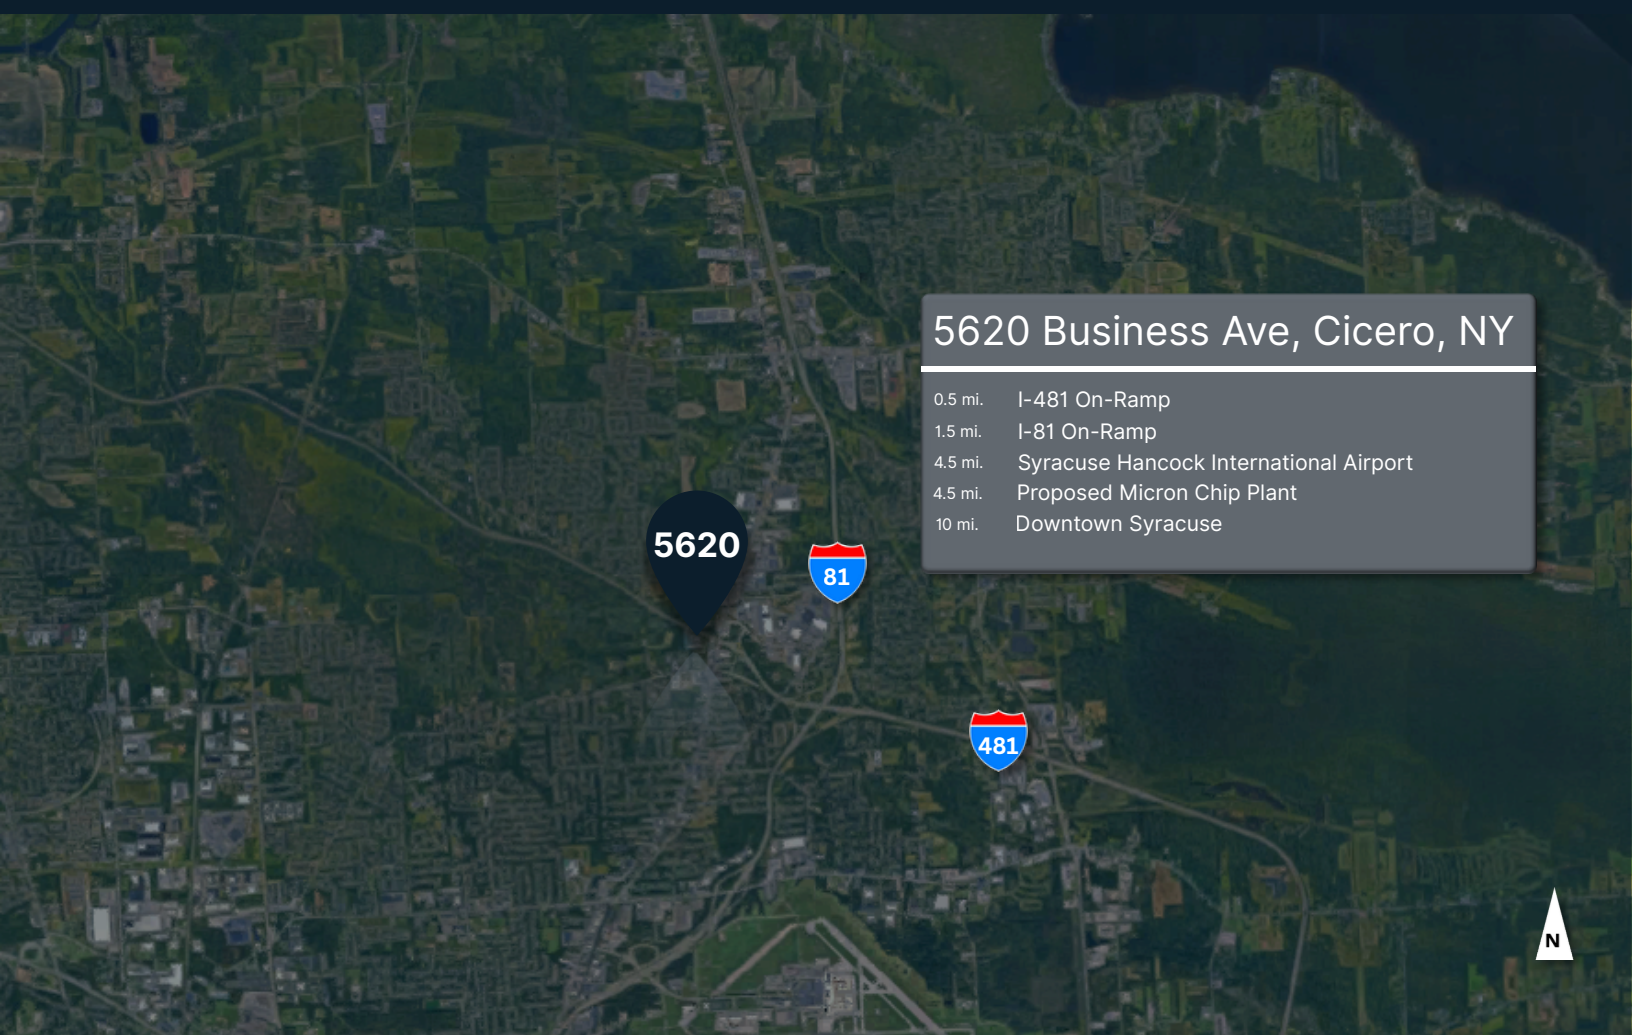 5620 Business Ave, Cicero, NY
0.5 mi. I-481 On-Ramp
1.5 mi. I-81 On-Ramp
4.5 mi. Syracuse Hancock International Airport
4.5 mi. Proposed Micron Chip Plant
10 mi. Downtown Syracuse
5620
81
481
N